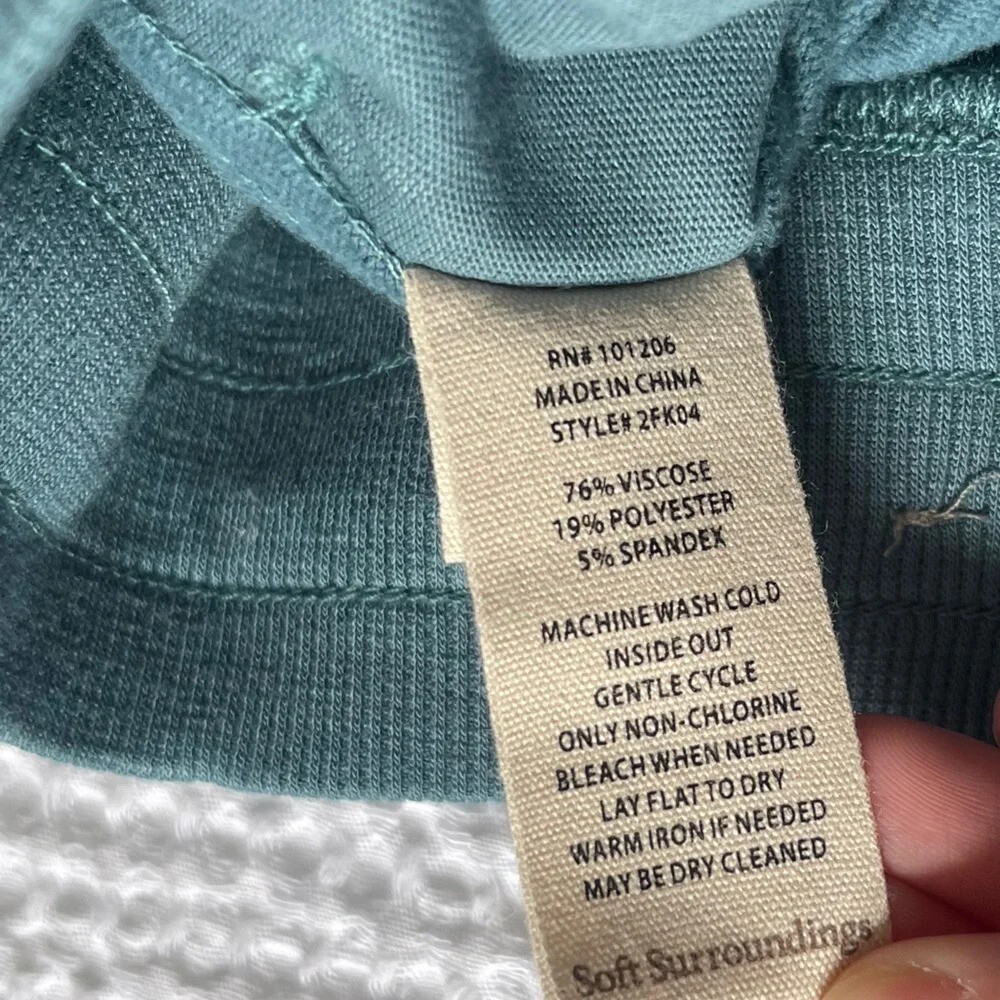 RN# 101206
MADE IN CHINA
STYLE# 2FK04
76% VISCOSE
19% POLYESTER
5% SPANDEX
MACHINE WASH COLD
INSIDE OUT
GENTLE CYCLE
ONLY NON-CHLORINE
BLEACH WHEN NEEDED
LAY FLAT TO DRY
WARM IRON IF NEEDED
MAY BE DRY CLEANED
Soft Surroundings